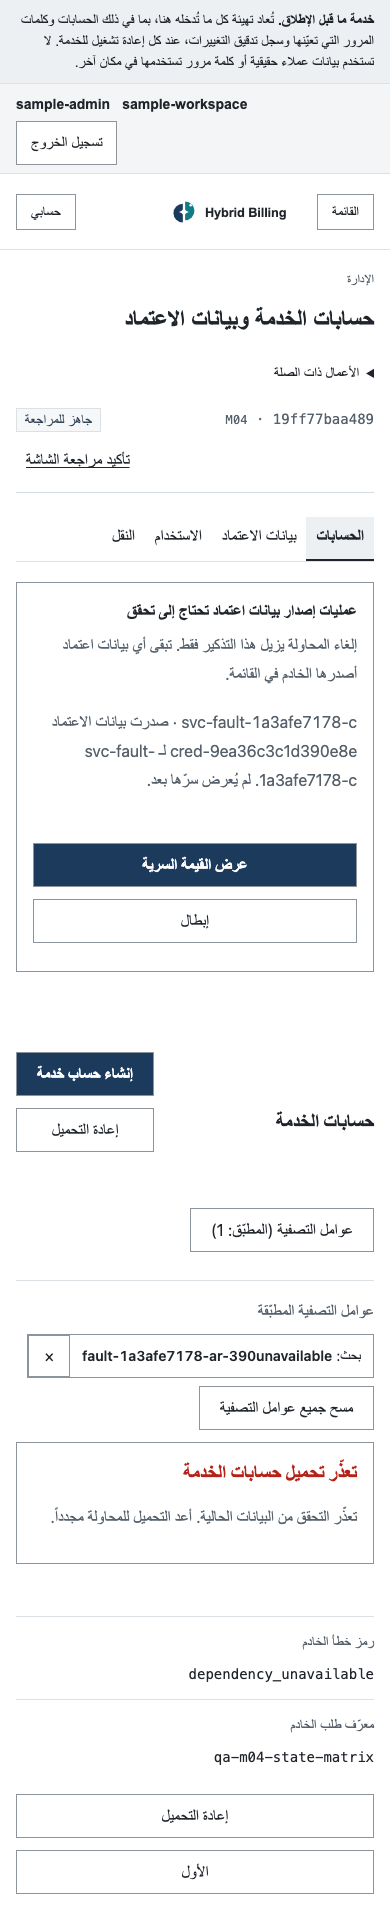 خدمة ما قبل الإطلاق. تُعاد تهيئة كل ما تُدخله هنا، بما في ذلك الحسابات وكلمات
المرور التي تعيّنها وسجل تدقيق التغييرات، عند كل إعادة تشغيل للخدمة. لا
تستخدم بيانات عملاء حقيقية أو كلمة مرور تستخدمها في مكان آخر.
sample-admin sample-workspace
تسجيل الخروج
القائمة
Hybrid Billing
حسابي
الإدارة
حسابات الخدمة وبيانات الاعتماد
◀ الأعمال ذات الصلة
M04 · 19ff77baa489
جاهز للمراجعة
تأكيد مراجعة الشاشة
الحسابات
بيانات الاعتماد
الاستخدام
النقل
عمليات إصدار بيانات اعتماد تحتاج إلى تحقق
إلغاء المحاولة يزيل هذا التذكير فقط. تبقى أي بيانات اعتماد
أصدرها الخادم في القائمة.
svc-fault-1a3afe7178-c · صدرت بيانات الاعتماد
cred-9ea36c3c1d390e8e لـ svc-fault-
1a3afe7178-c. لم يُعرض سرّها بعد.
عرض القيمة السرية
إبطال
إنشاء حساب خدمة
حسابات الخدمة
إعادة التحميل
عوامل التصفية (المطبّق: 1)
عوامل التصفية المطبّقة
بحث: fault-1a3afe7178-ar-390unavailable ×
مسح جميع عوامل التصفية
تعذّر تحميل حسابات الخدمة
تعذّر التحقق من البيانات الحالية. أعد التحميل للمحاولة مجدداً.
رمز خطأ الخادم
dependency_unavailable
معرّف طلب الخادم
qa-m04-state-matrix
إعادة التحميل
الأول